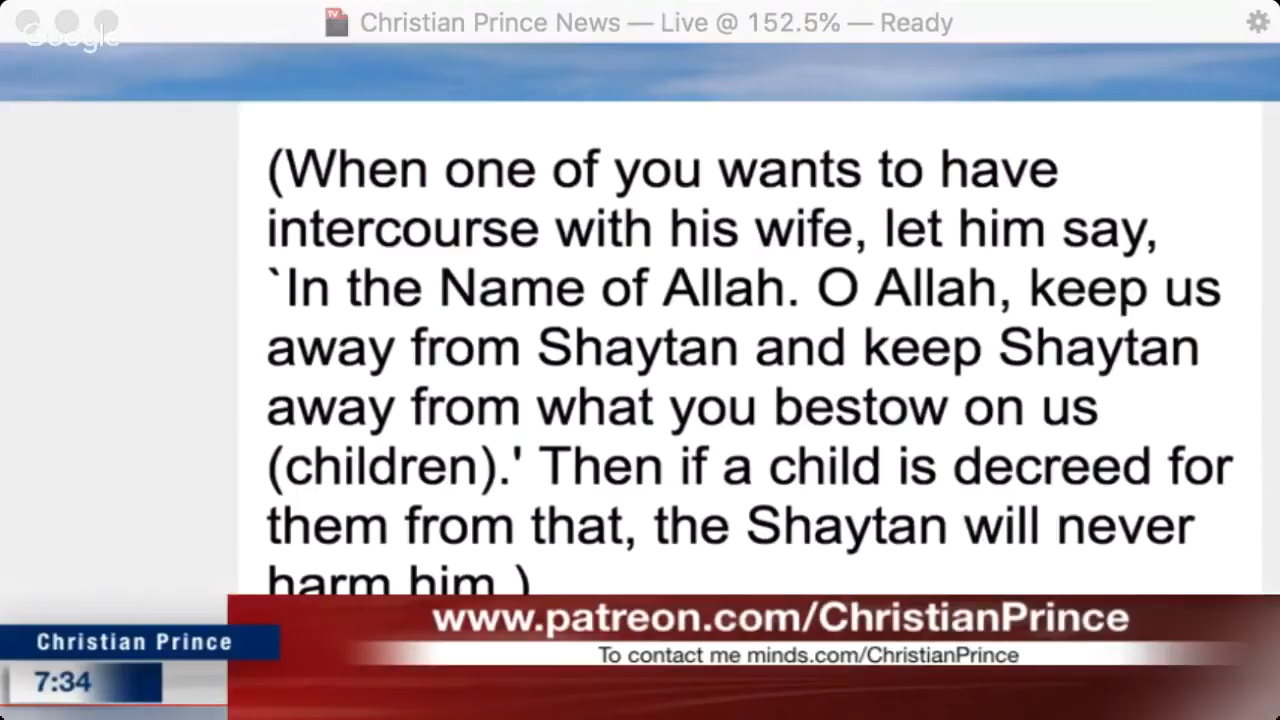 Christian Prince News — Live @ 152.5% — Ready
Google
(When one of you wants to have
intercourse with his wife, let him say,
`In the Name of Allah. O Allah, keep us
away from Shaytan and keep Shaytan
away from what you bestow on us
(children).' Then if a child is decreed for
them from that, the Shaytan will never
harm him.)
www.patreon.com/ChristianPrince
To contact me minds.com/ChristianPrince
Christian Prince
7:34